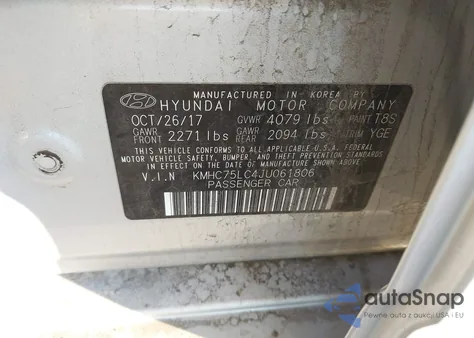 MANUFACTURED IN KOREA BY
HYUNDAI MOTOR COMPANY
OCT/26/17 GVWR 4079 lbs PAINT T8S
GAWR FRONT 2271 lbs GAWR REAR 2094 lbs TRIM YGE
THIS VEHICLE CONFORMS TO ALL APPLICABLE U.S. FEDERAL
MOTOR VEHICLE SAFETY, BUMPER, AND THEFT PREVENTION STANDARDS
IN EFFECT ON THE DATE OF MANUFACTURE SHOWN ABOVE.
V.I.N KMHC75LC4JU061806
PASSENGER CAR
autoSnap
Pewne auta z aukcji USA i EU